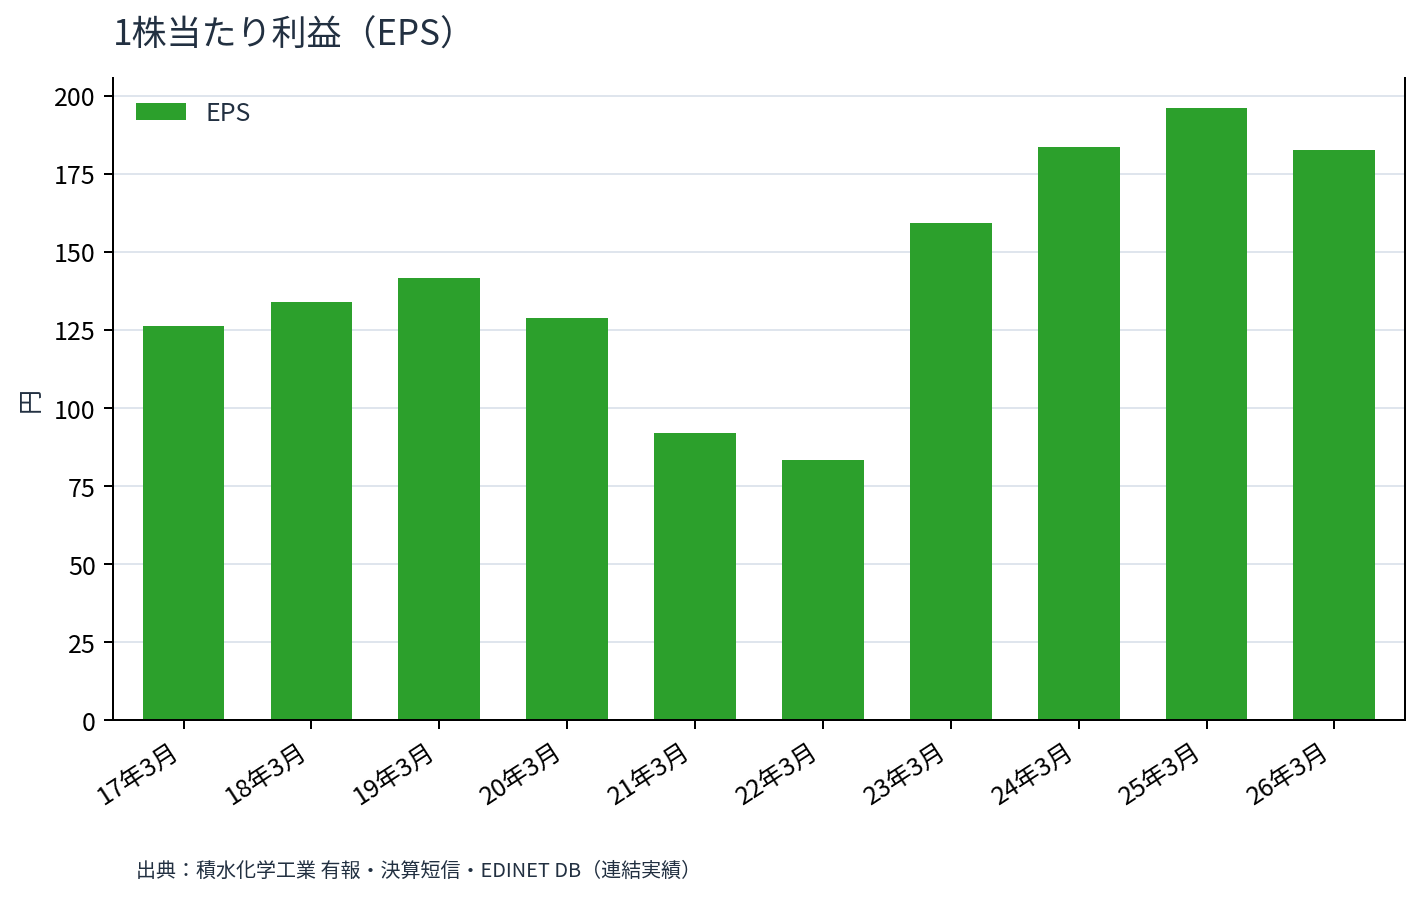 1株当たり利益（EPS）
EPS
円
200
175
150
125
100
75
50
25
0
17年3月
18年3月
19年3月
20年3月
21年3月
22年3月
23年3月
24年3月
25年3月
26年3月
出典：積水化学工業 有報・決算短信・EDINET DB（連結実績）